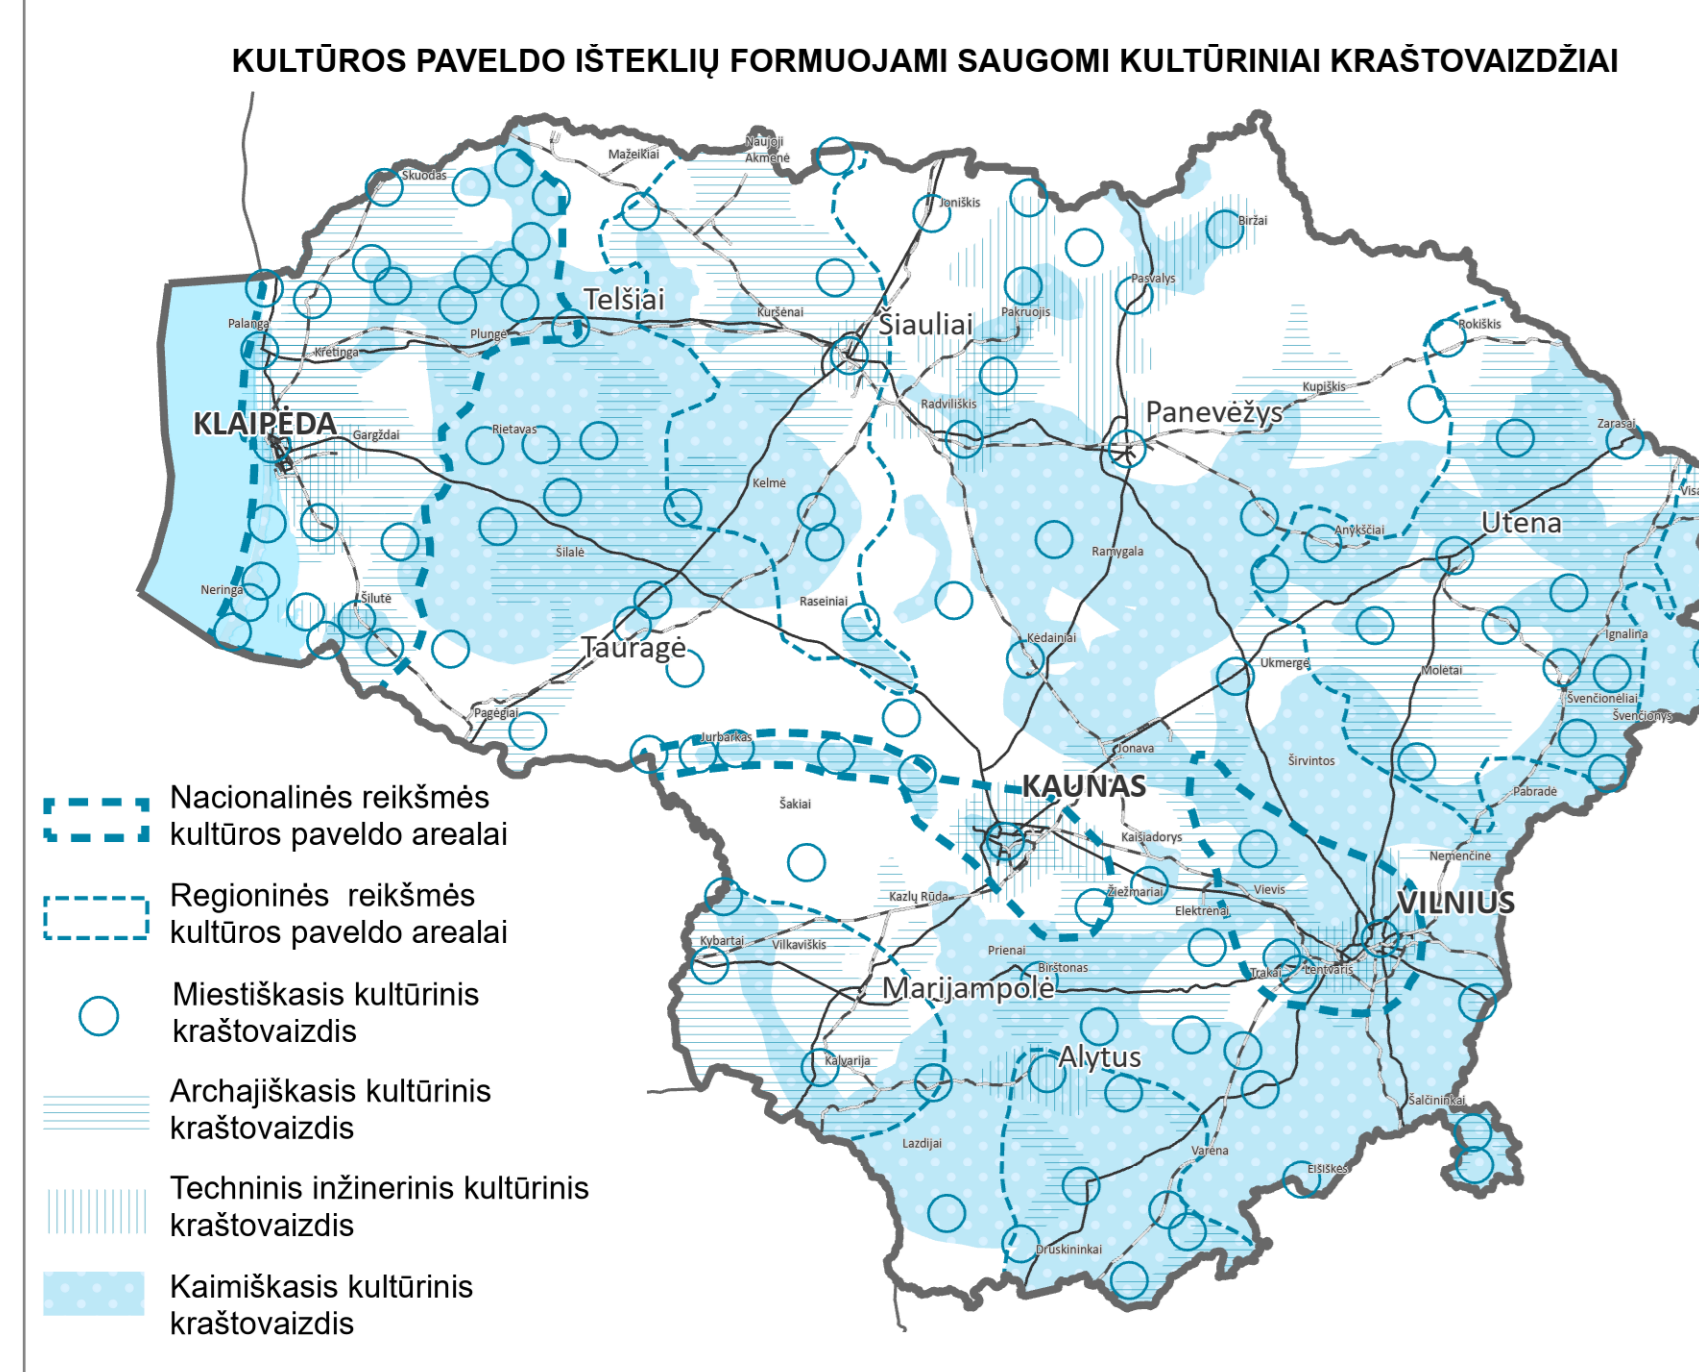 KULTŪROS PAVELDO IŠTEKLIŲ FORMUOJAMI SAUGOMI KULTŪRINIAI KRAŠTOVAIZDŽIAI
Mažeikiai
Naujoji
Akmenė
Skuodas
Joniškis
Biržai
Pasvalys
Telšiai
Kuršėnai
Pakruojis
Palanga
Plungė
Šiauliai
Rokiškis
Kretinga
Kupiškis
Radviliškis
Panevėžys
KLAIPĖDA
Gargždai
Rietavas
Zarasai
Kelmė
Utena
Anykščiai
Šilalė
Ramygala
Neringa
Šilutė
Raseiniai
Tauragė
Kėdainiai
Ignalina
Ukmergė
Molėtai
Švenčionėliai
Pagėgiai
Švenčionys
Jurbarkas
Jonava
Širvintos
KAUNAS
Pabradė
Šakiai
Kaišiadorys
Nemenčinė
Kazlų Rūda
Žiežmariai
Vievis
VILNIUS
Elektrėnai
Kybartai
Vilkaviškis
Prienai
Birštonas
Trakai
Lentvaris
Marijampolė
Kalvarija
Alytus
Šalčininkai
Lazdijai
Varėna
Eišiškės
Druskininkai
Nacionalinės reikšmės
kultūros paveldo arealai
Regioninės reikšmės
kultūros paveldo arealai
Miestiškasis kultūrinis
kraštovaizdis
Archajiškasis kultūrinis
kraštovaizdis
Techninis inžinerinis kultūrinis
kraštovaizdis
Kaimiškasis kultūrinis
kraštovaizdis